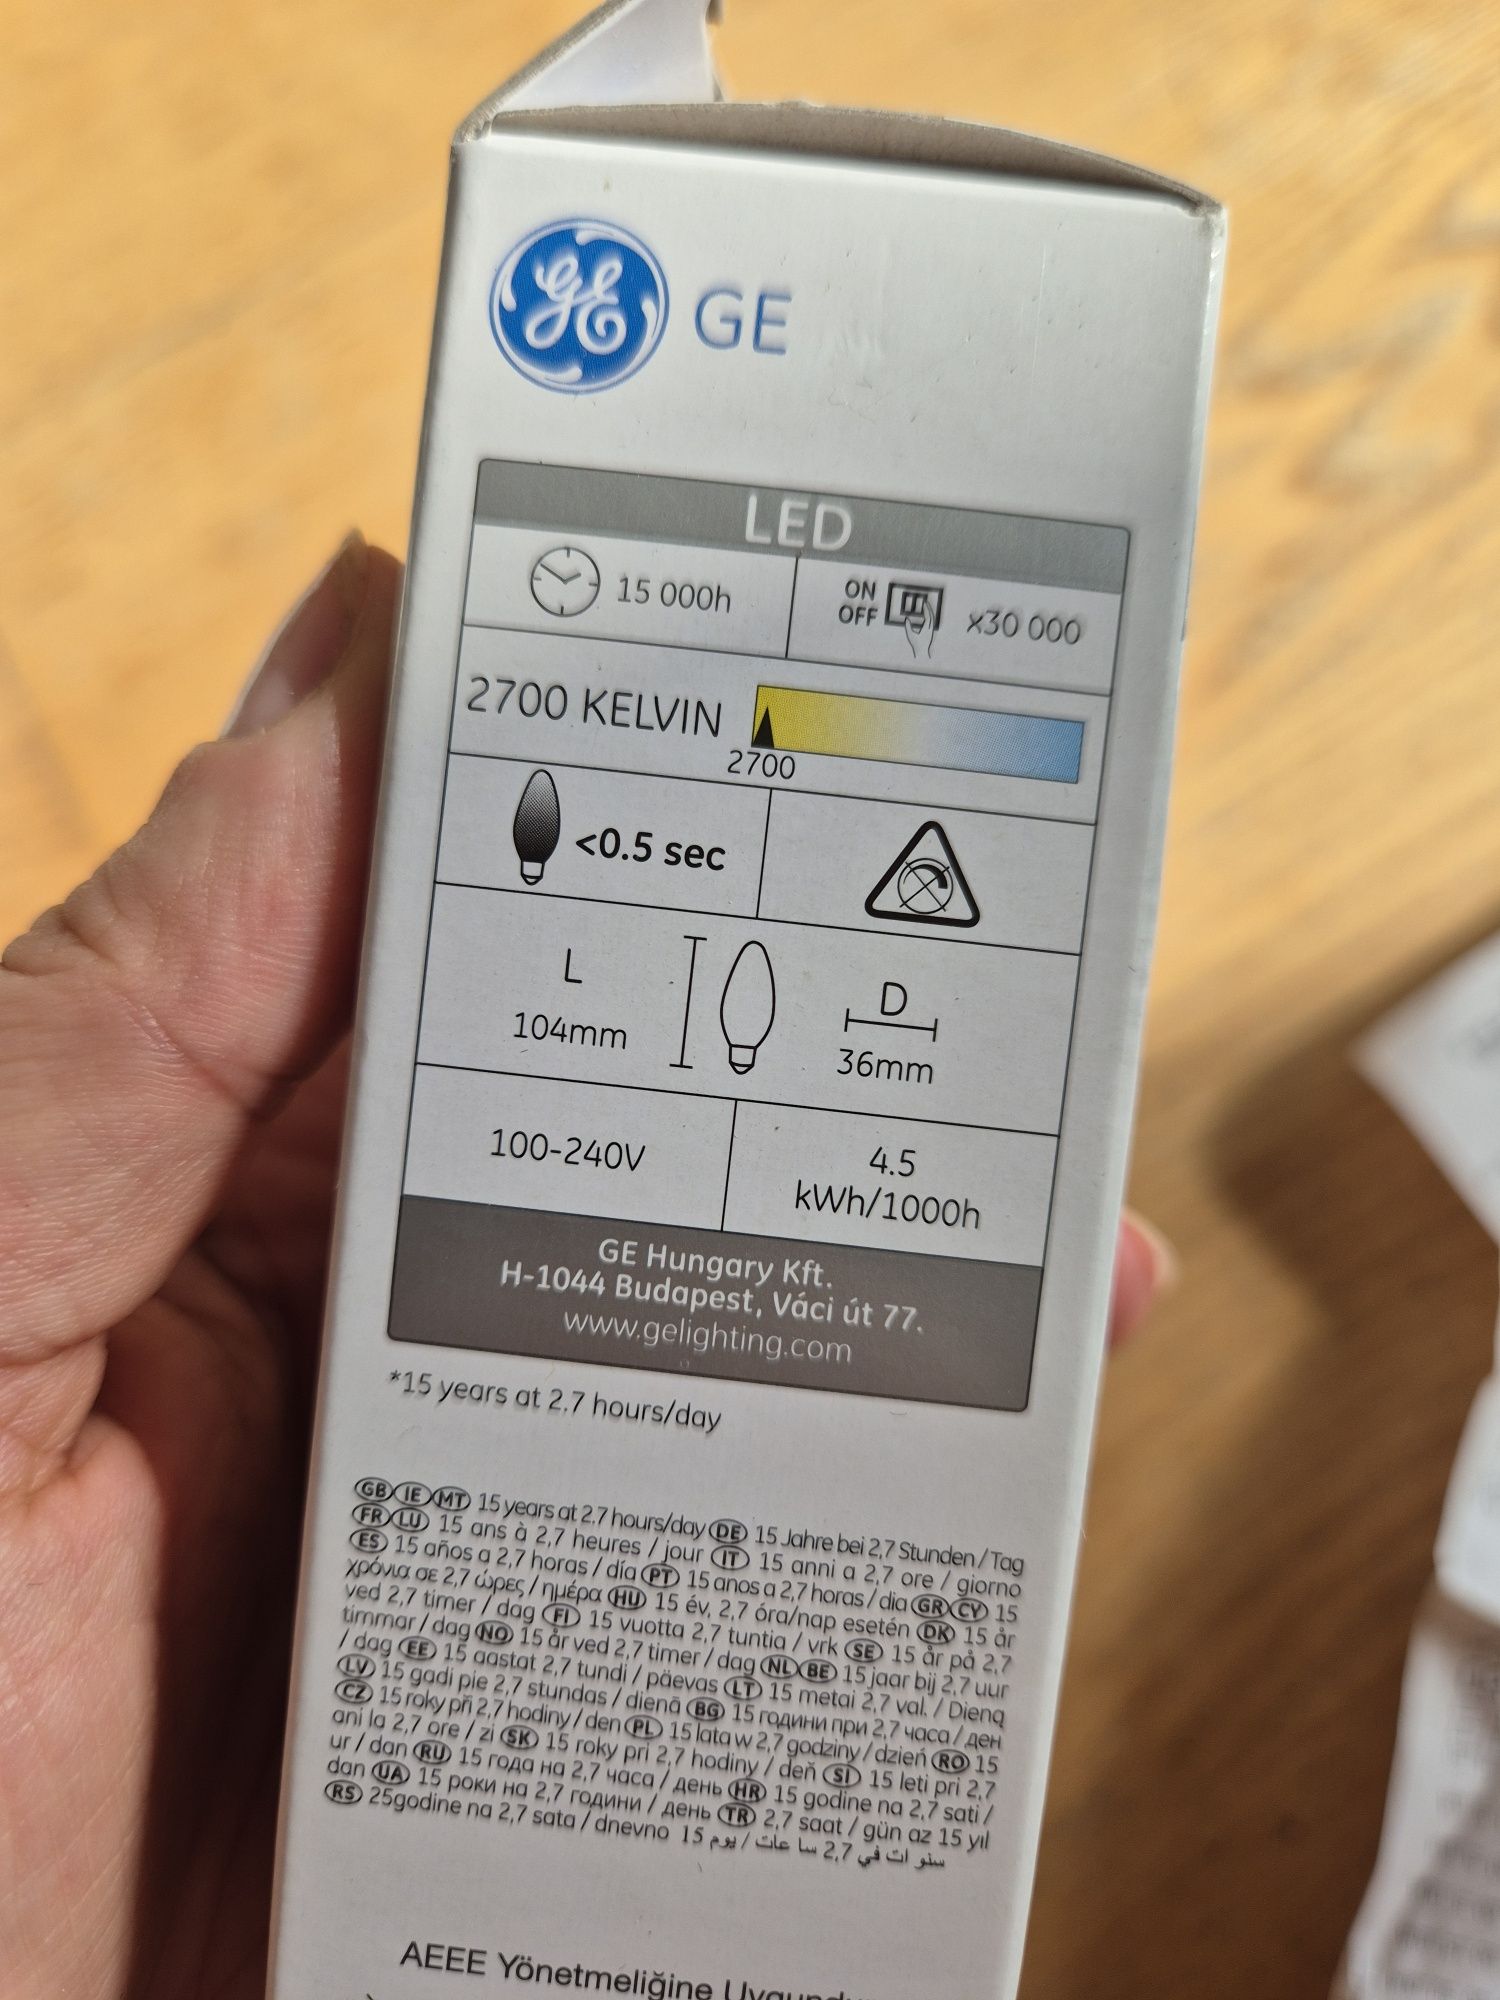 GE GE
LED
15 000h
ON
OFF
x30 000
2700 KELVIN
2700
<0.5 sec
L
104mm
D
36mm
100-240V
4.5
kWh/1000h
GE Hungary Kft.
H-1044 Budapest, Váci út 77.
www.gelighting.com
*15 years at 2.7 hours/day
GB IE MT 15 years at 2.7 hours/day DE 15 Jahre bei 2,7 Stunden/Tag
FR LU 15 ans à 2,7 heures / jour IT 15 anni a 2,7 ore / giorno
ES 15 años a 2,7 horas / día PT 15 anos a 2,7 horas / dia GR CY 15
χρόνια σε 2,7 ώρες / ημέρα HU 15 év, 2,7 óra/nap esetén DK 15 år
ved 2,7 timer / dag FI 15 vuotta 2,7 tuntia / vrk SE 15 år på 2,7
timmar / dag NO 15 år ved 2,7 timer / dag NL BE 15 jaar bij 2,7 uur
/ dag EE 15 aastat 2,7 tundi / päevas LT 15 metai 2,7 val. / Dieną
LV 15 gadi pie 2,7 stundas / dienā BG 15 години при 2,7 часа / ден
CZ 15 roky při 2,7 hodiny / den PL 15 lata w 2,7 godziny / dzień RO 15
ani la 2,7 ore / zi SK 15 roky pri 2,7 hodiny / deň SI 15 leti pri 2,7
ur / dan RU 15 года на 2,7 часа / день HR 15 godine na 2,7 sati /
dan UA 15 роки на 2,7 години / день TR 2,7 saat / gün az 15 yıl
RS 25godine na 2,7 sata / dnevno 15 سنو ات في 2,7 سا عات / يوم
AEEE Yönetmeliğine